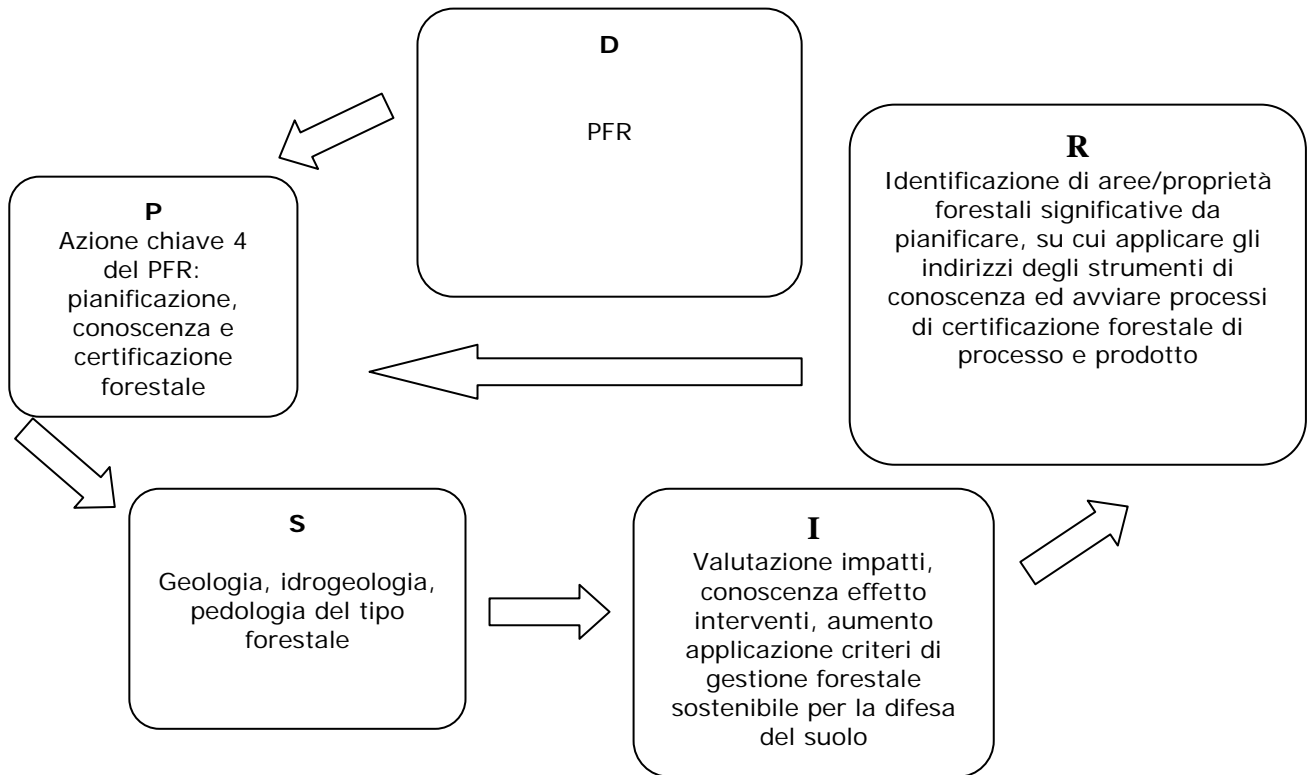 D
PFR
P
Azione chiave 4
del PFR:
pianificazione,
conoscenza e
certificazione
forestale
S
Geologia, idrogeologia,
pedologia del tipo
forestale
I
Valutazione impatti,
conoscenza effetto
interventi, aumento
applicazione criteri di
gestione forestale
sostenibile per la difesa
del suolo
R
Identificazione di aree/proprietà
forestali significative da
pianificare, su cui applicare gli
indirizzi degli strumenti di
conoscenza ed avviare processi
di certificazione forestale di
processo e prodotto